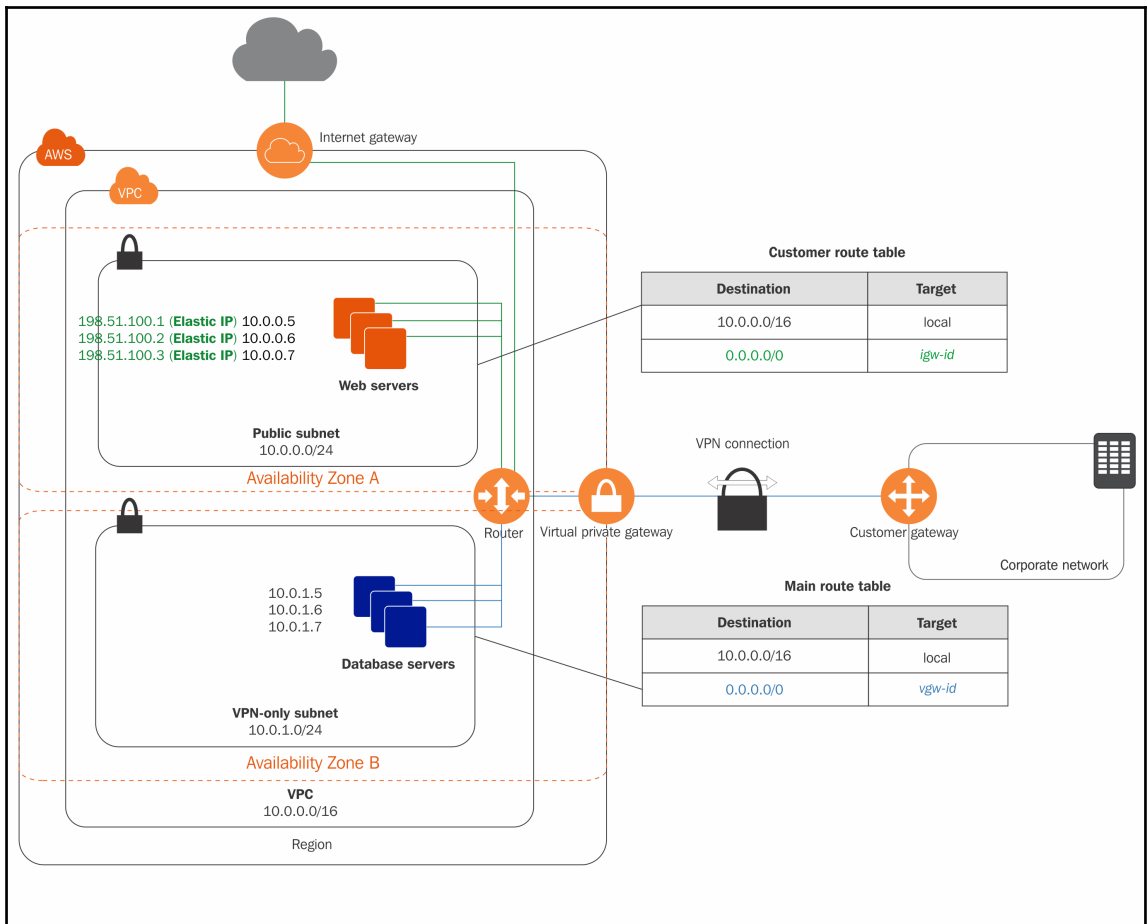 Internet gateway
AWS
VPC
198.51.100.1 (Elastic IP) 10.0.0.5
198.51.100.2 (Elastic IP) 10.0.0.6
198.51.100.3 (Elastic IP) 10.0.0.7
Web servers
Public subnet
10.0.0.0/24
Availability Zone A
Customer route table
Destination Target
10.0.0.0/16 local
0.0.0.0/0 igw-id
VPN connection
Router
Virtual private gateway
Customer gateway
Corporate network
10.0.1.5
10.0.1.6
10.0.1.7
Database servers
VPN-only subnet
10.0.1.0/24
Availability Zone B
Main route table
Destination Target
10.0.0.0/16 local
0.0.0.0/0 vgw-id
VPC
10.0.0.0/16
Region